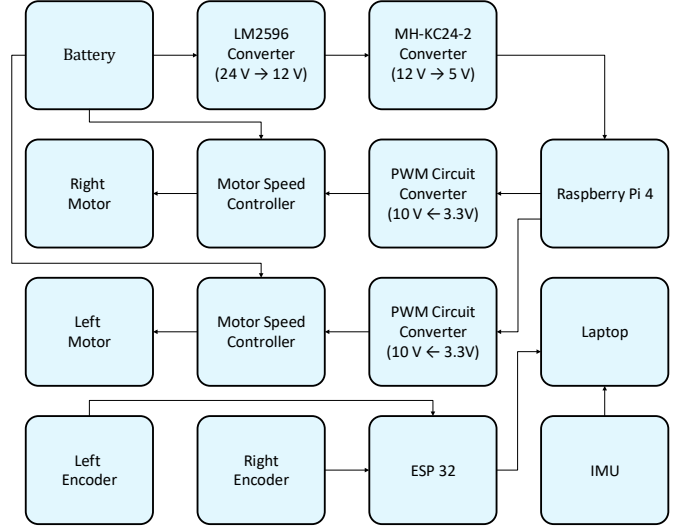 Battery
LM2596
Converter
(24 V → 12 V)
MH-KC24-2
Converter
(12 V → 5 V)
Right
Motor
Motor Speed
Controller
PWM Circuit
Converter
(10 V ← 3.3V)
Raspberry Pi 4
Left
Motor
Motor Speed
Controller
PWM Circuit
Converter
(10 V ← 3.3V)
Laptop
Left
Encoder
Right
Encoder
ESP 32
IMU